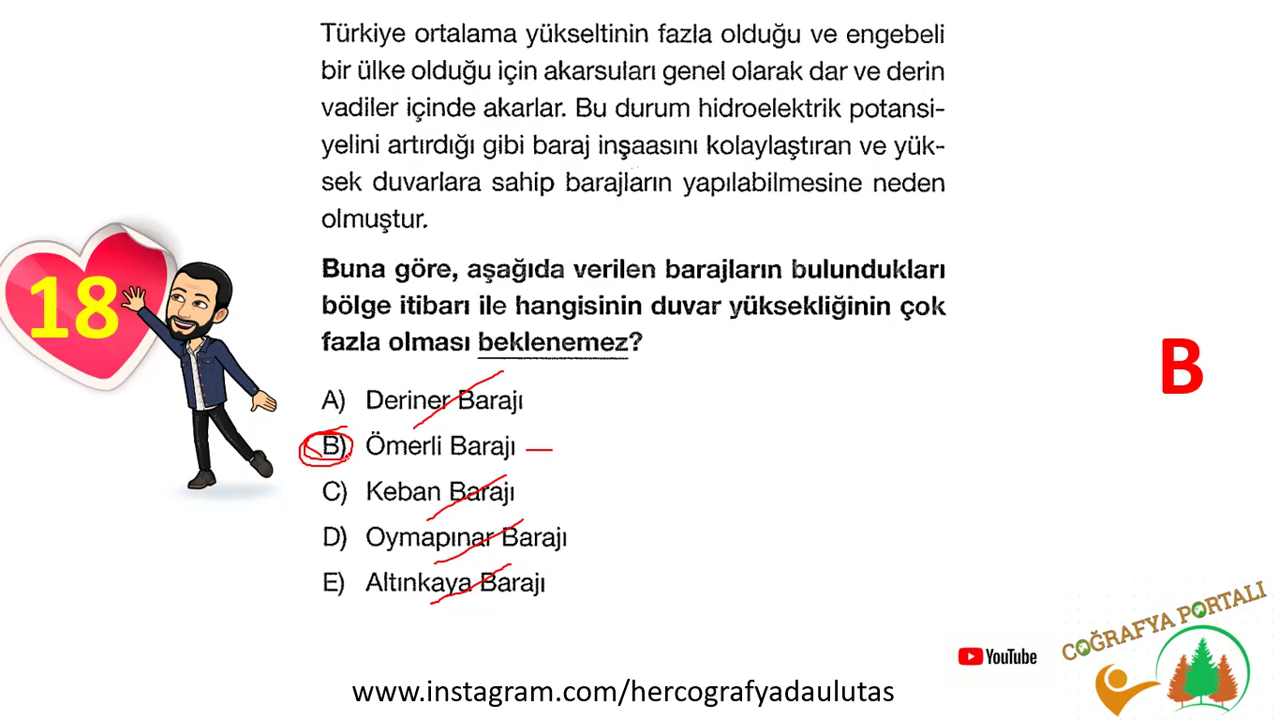 Türkiye ortalama yükseltinin fazla olduğu ve engebeli
bir ülke olduğu için akarsuları genel olarak dar ve derin
vadiler içinde akarlar. Bu durum hidroelektrik potansi-
yelini artırdığı gibi baraj inşaasını kolaylaştıran ve yük-
sek duvarlara sahip barajların yapılabilmesine neden
olmuştur.
18
Buna göre, aşağıda verilen barajların bulundukları
bölge itibarı ile hangisinin duvar yüksekliğinin çok
fazla olması beklenemez?
A) Deriner Barajı
B) Ömerli Barajı
C) Keban Barajı
D) Oymapınar Barajı
E) Altınkaya Barajı
B
YouTube
COĞRAFYA PORTALI
www.instagram.com/hercografyadaulutas